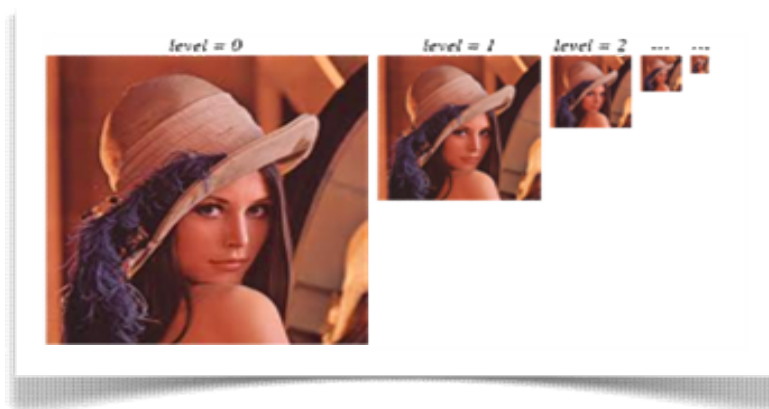 level = 0 level = 1 level = 2 --- ---